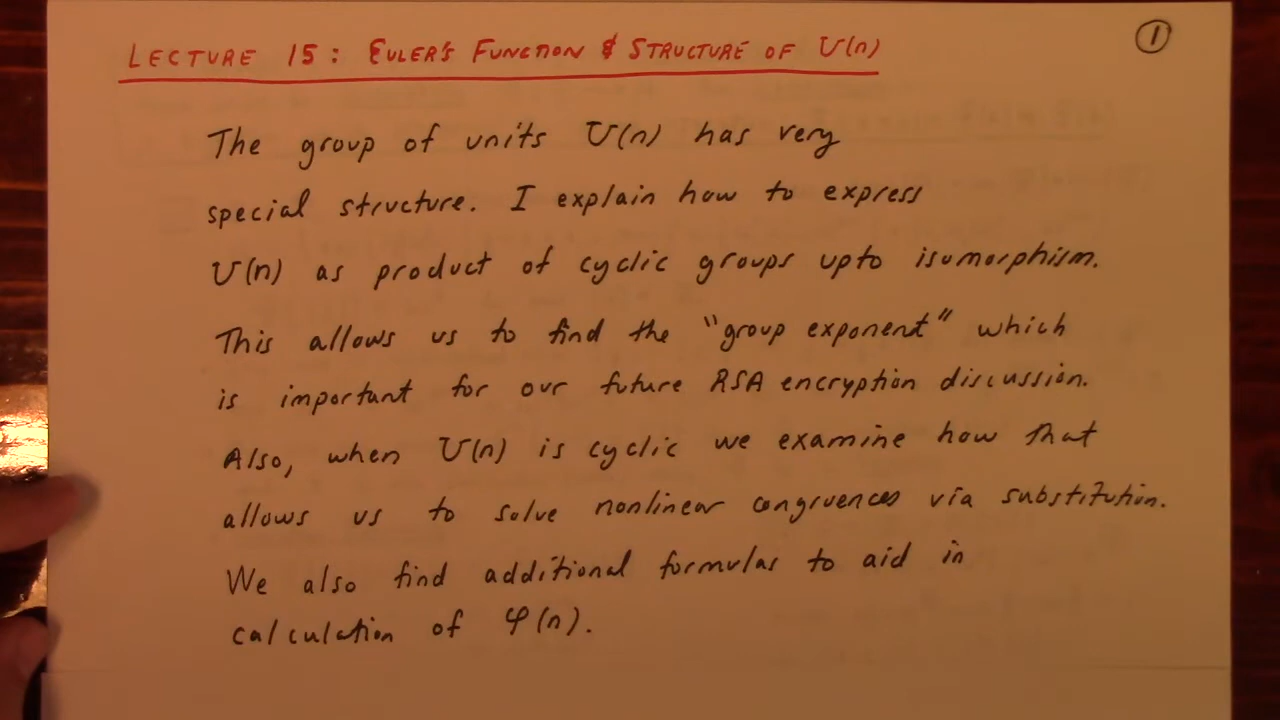 LECTURE 15: EULER'S FUNCTION & STRUCTURE OF U(n)
1
The group of units U(n) has very
special structure. I explain how to express
U(n) as product of cyclic groups upto isomorphism.
This allows us to find the "group exponent" which
is important for our future RSA encryption discussion.
Also, when U(n) is cyclic we examine how that
allows us to solve nonlinear congruences via substitution.
We also find additional formulas to aid in
calculation of φ(n).